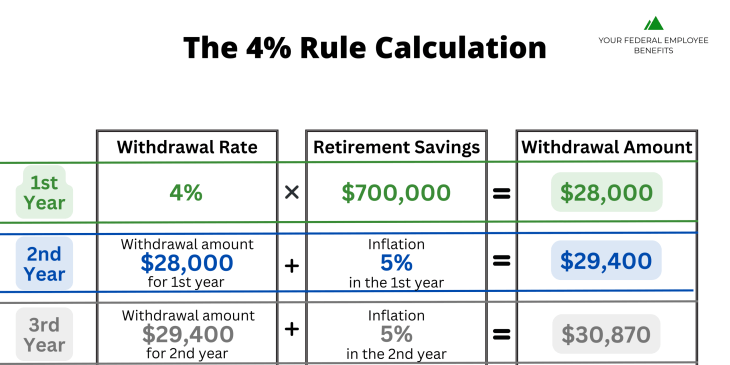 The 4% Rule Calculation
YOUR FEDERAL EMPLOYEE
BENEFITS
Withdrawal Rate
Retirement Savings
Withdrawal Amount
1st
Year
4%
×
$700,000
=
$28,000
2nd
Year
Withdrawal amount
$28,000
for 1st year
+
Inflation
5%
in the 1st year
=
$29,400
3rd
Year
Withdrawal amount
$29,400
for 2nd year
+
Inflation
5%
in the 2nd year
=
$30,870